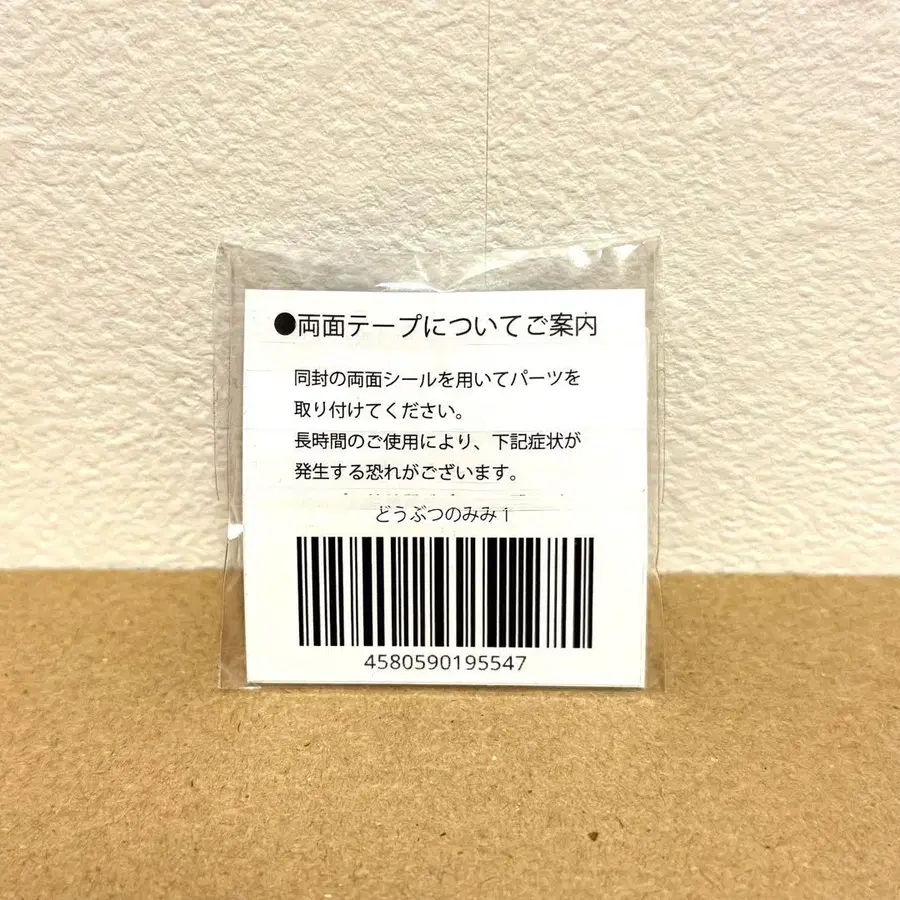 ●両面テープについてご案内
同封の両面シールを用いてパーツを
取り付けてください。
長時間のご使用により、下記症状が
発生する恐れがございます。
どうぶつのみみ1
4580590195547